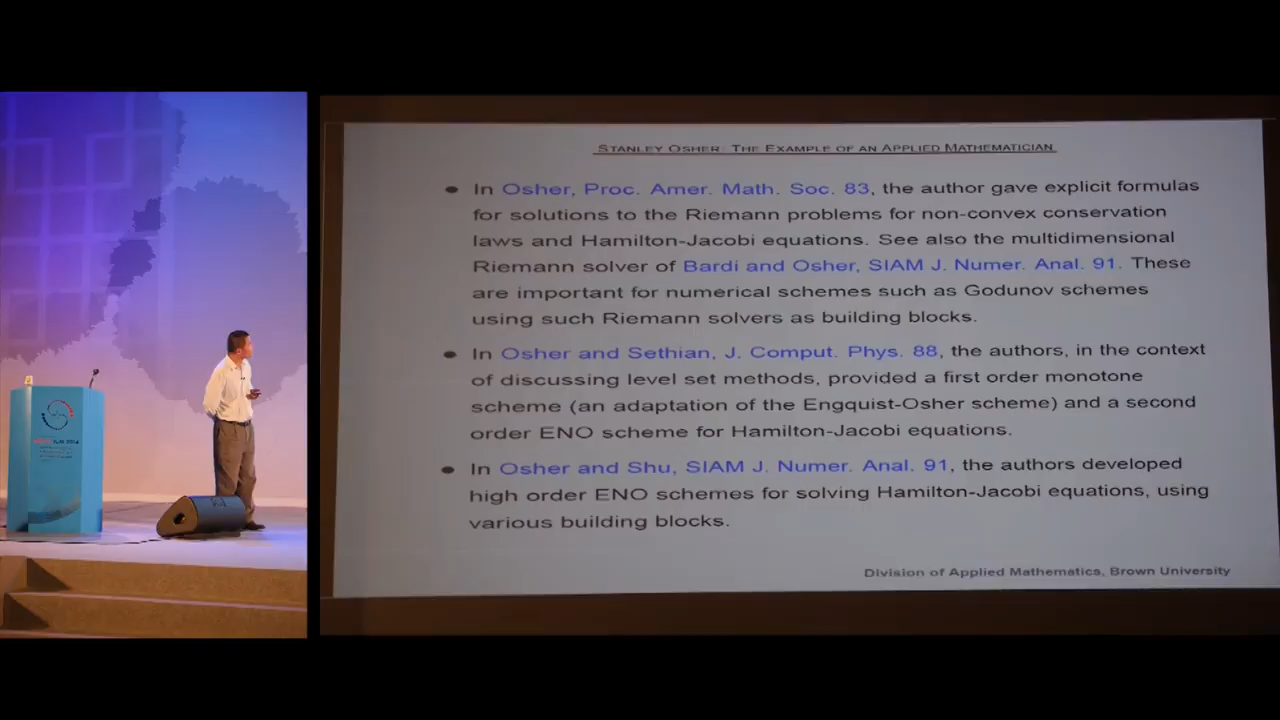 STANLEY OSHER: THE EXAMPLE OF AN APPLIED MATHEMATICIAN
● In Osher, Proc. Amer. Math. Soc. 83, the author gave explicit formulas
for solutions to the Riemann problems for non-convex conservation
laws and Hamilton-Jacobi equations. See also the multidimensional
Riemann solver of Bardi and Osher, SIAM J. Numer. Anal. 91. These
are important for numerical schemes such as Godunov schemes
using such Riemann solvers as building blocks.
● In Osher and Sethian, J. Comput. Phys. 88, the authors, in the context
of discussing level set methods, provided a first order monotone
scheme (an adaptation of the Engquist-Osher scheme) and a second
order ENO scheme for Hamilton-Jacobi equations.
● In Osher and Shu, SIAM J. Numer. Anal. 91, the authors developed
high order ENO schemes for solving Hamilton-Jacobi equations, using
various building blocks.
Division of Applied Mathematics, Brown University